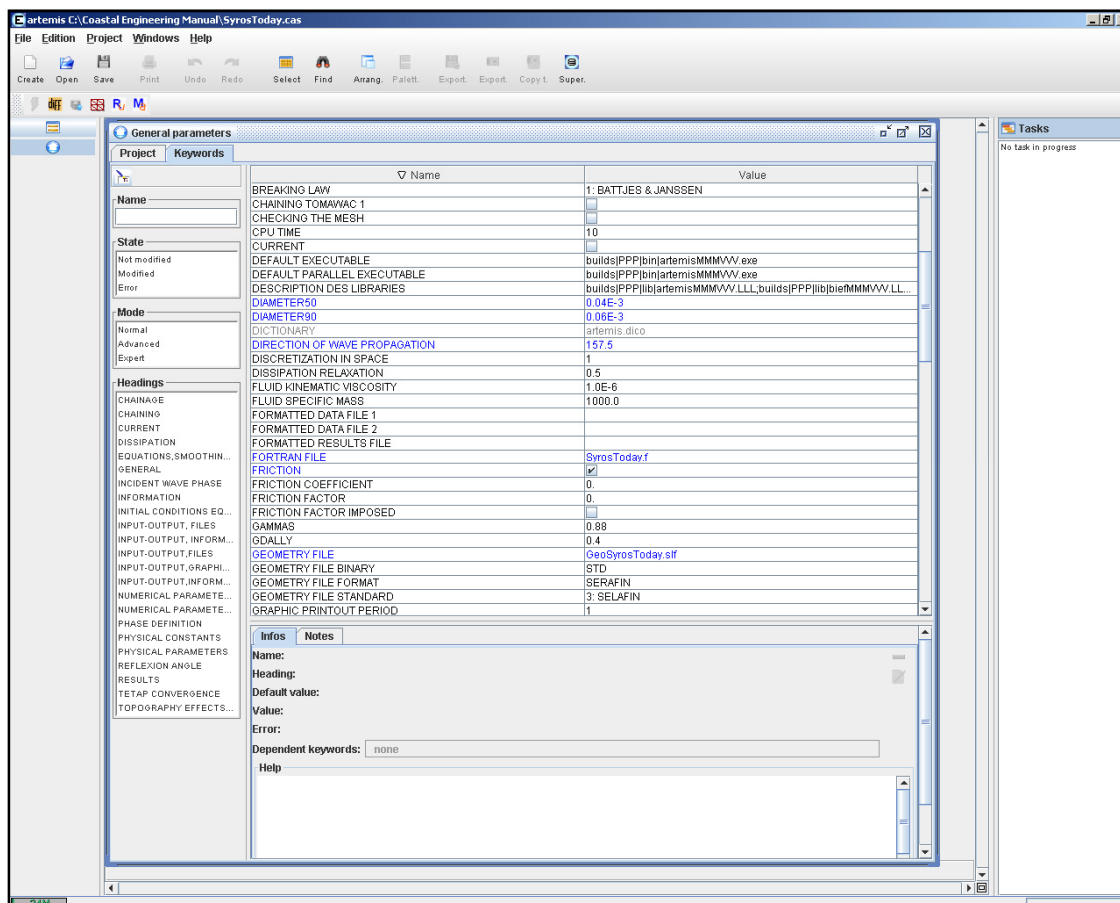 artemis C:\Coastal Engineering Manual\SyrosToday.cas
File Edition Project Windows Help
Create Open Save Print Undo Redo Select Find Arrang. Palett. Export. Export. Copy t. Super.
diff R M
General parameters
Project Keywords
Name
State
Not modified
Modified
Error
Mode
Normal
Advanced
Expert
Headings
CHAINAGE
CHAINING
CURRENT
DISSIPATION
EQUATIONS,SMOOTHIN...
GENERAL
INCIDENT WAVE PHASE
INFORMATION
INITIAL CONDITIONS EQ...
INPUT-OUTPUT, FILES
INPUT-OUTPUT, INFORM...
INPUT-OUTPUT,FILES
INPUT-OUTPUT,GRAPHI...
INPUT-OUTPUT,INFORM...
NUMERICAL PARAMETE...
NUMERICAL PARAMETE...
PHASE DEFINITION
PHYSICAL CONSTANTS
PHYSICAL PARAMETERS
REFLEXION ANGLE
RESULTS
TETAP CONVERGENCE
TOPOGRAPHY EFFECTS...
Name Value
BREAKING LAW 1: BATTJES & JANSSEN
CHAINING TOMAWAC 1
CHECKING THE MESH
CPU TIME 10
CURRENT
DEFAULT EXECUTABLE builds|PPP|bin|artemisMMMVVV.exe
DEFAULT PARALLEL EXECUTABLE builds|PPP|bin|artemisMMMVVV.exe
DESCRIPTION DES LIBRARIES builds|PPP|lib|artemisMMMVVV.LLL;builds|PPP|lib|biefMMMVVV.LL...
DIAMETER50 0.04E-3
DIAMETER90 0.06E-3
DICTIONARY artemis.dico
DIRECTION OF WAVE PROPAGATION 157.5
DISCRETIZATION IN SPACE 1
DISSIPATION RELAXATION 0.5
FLUID KINEMATIC VISCOSITY 1.0E-6
FLUID SPECIFIC MASS 1000.0
FORMATTED DATA FILE 1
FORMATTED DATA FILE 2
FORMATTED RESULTS FILE
FORTRAN FILE SyrosToday.f
FRICTION
FRICTION COEFFICIENT 0.
FRICTION FACTOR 0.
FRICTION FACTOR IMPOSED
GAMMAS 0.88
GDALLY 0.4
GEOMETRY FILE GeoSyrosToday.slf
GEOMETRY FILE BINARY STD
GEOMETRY FILE FORMAT SERAFIN
GEOMETRY FILE STANDARD 3: SELAFIN
GRAPHIC PRINTOUT PERIOD 1
Infos Notes
Name:
Heading:
Default value:
Value:
Error:
Dependent keywords: none
Help
Tasks
No task in progress